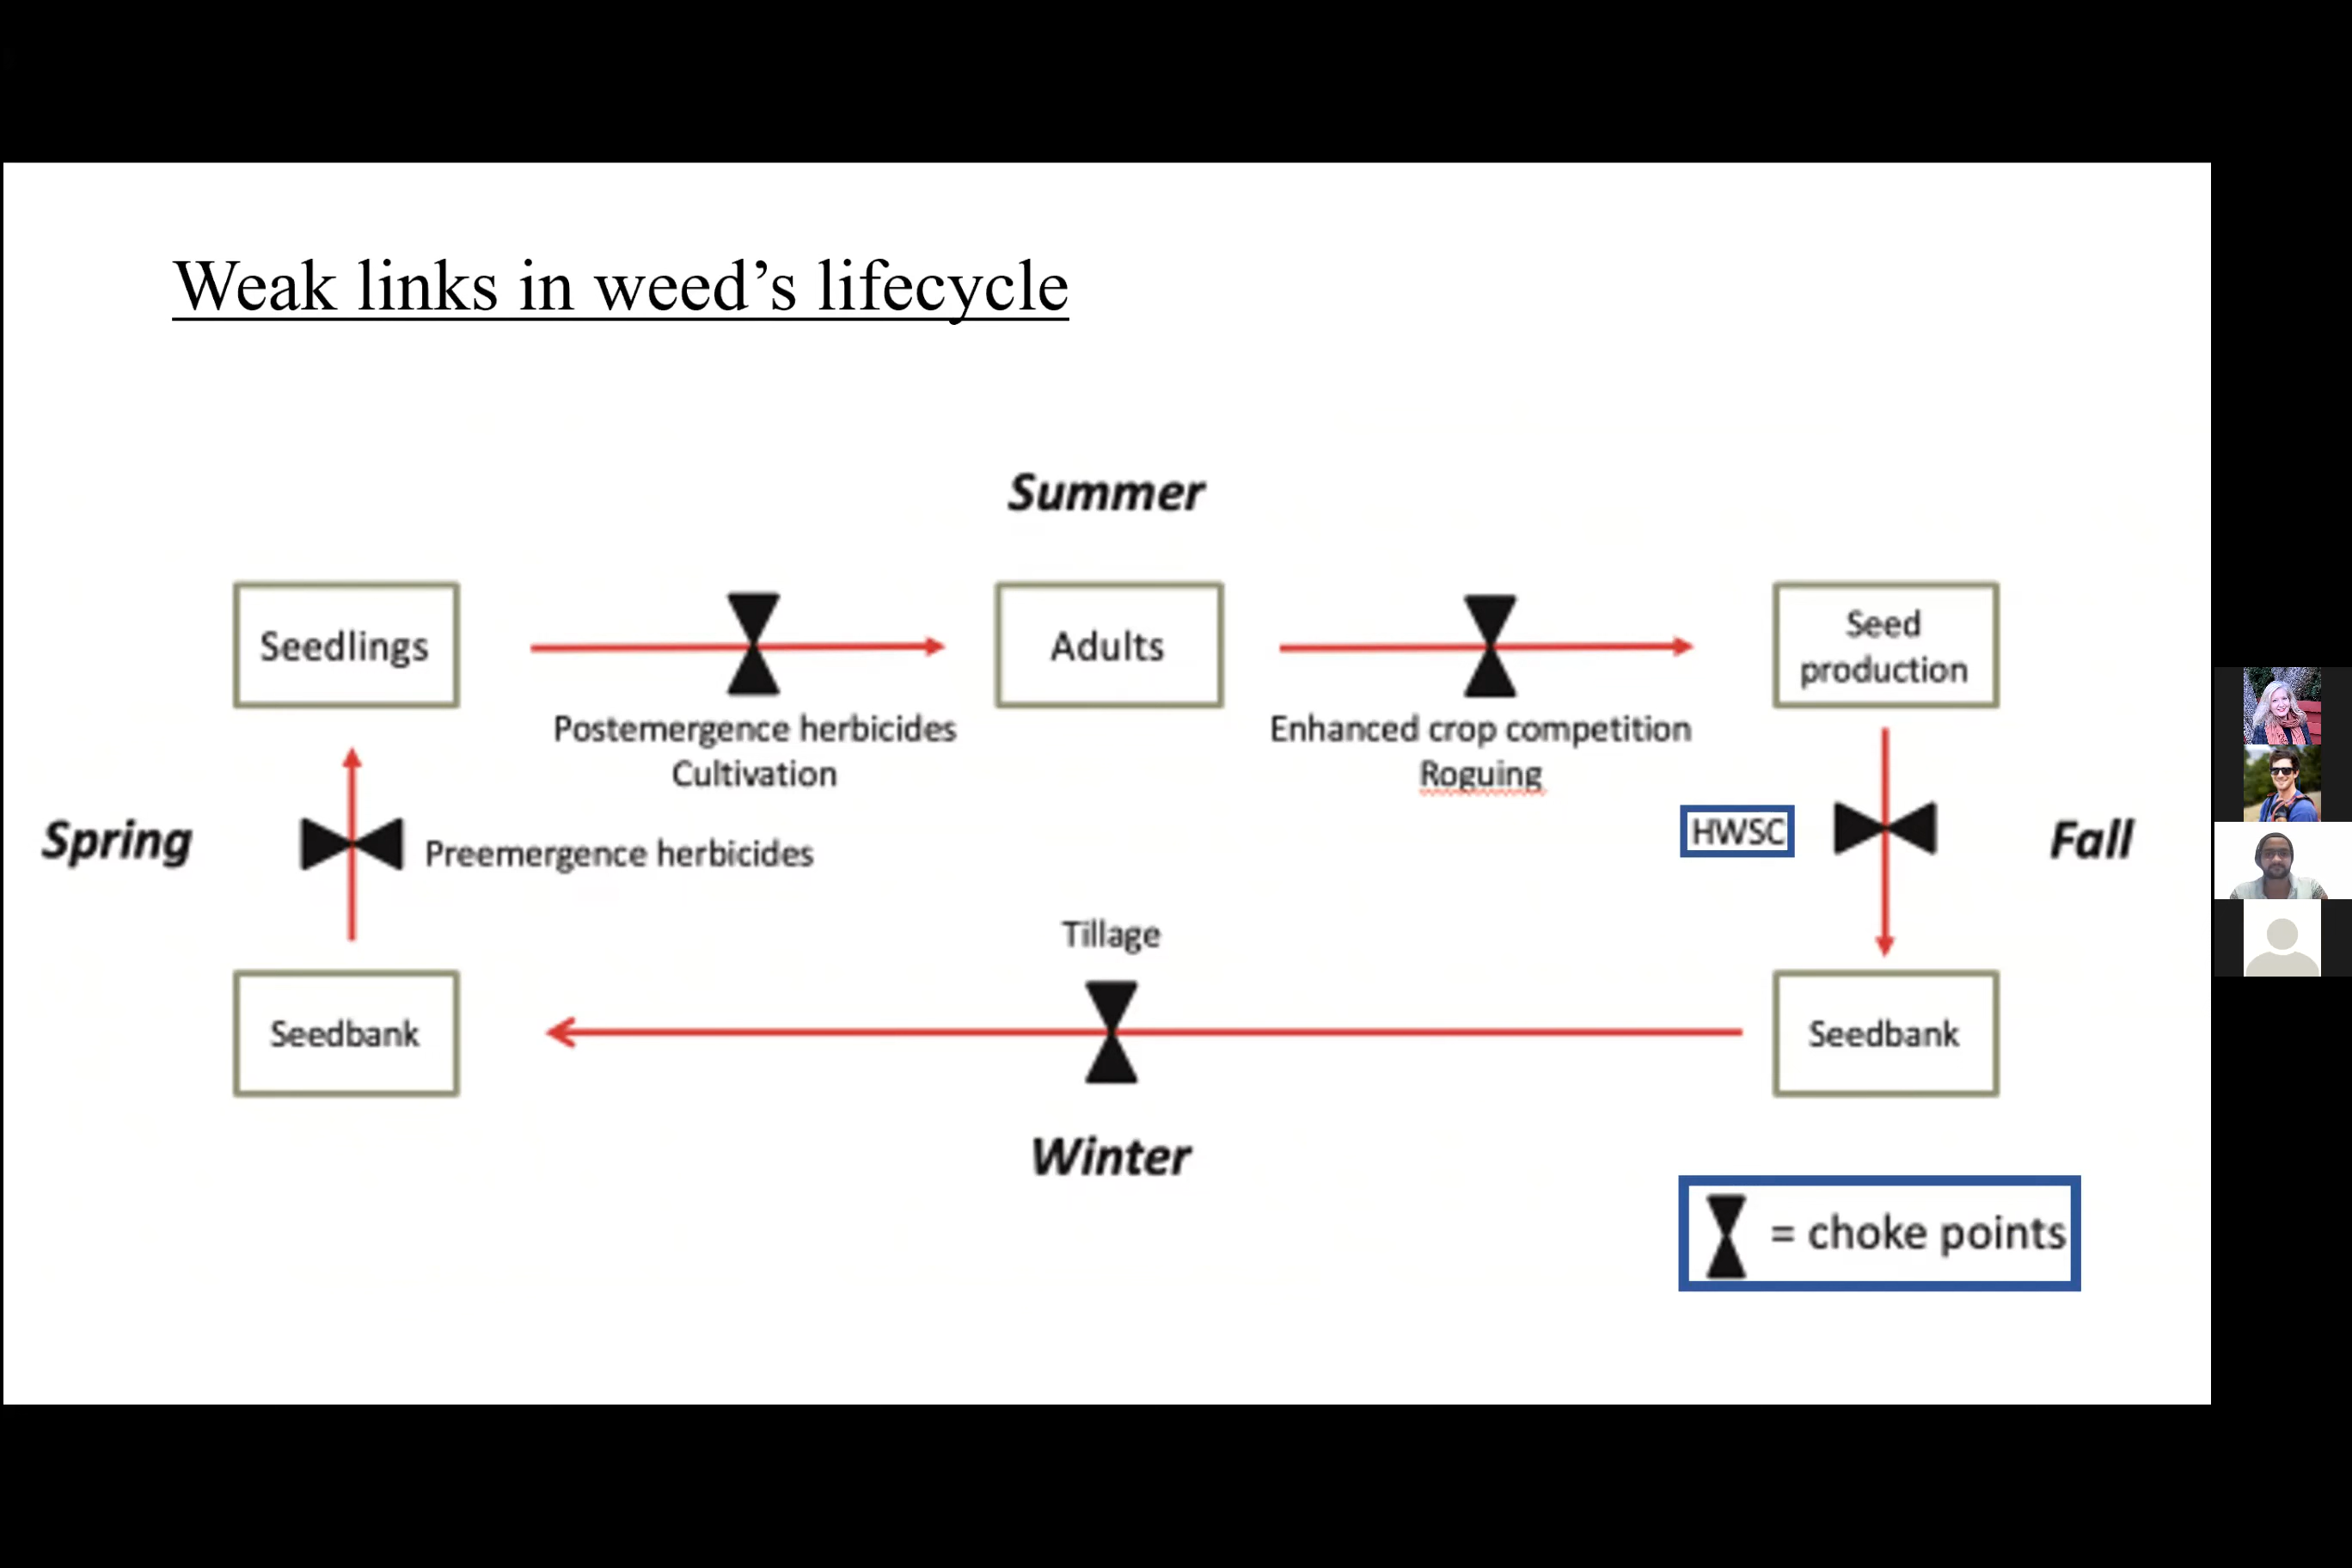 Weak links in weed’s lifecycle
Summer
Seedlings
Adults
Seed
production
Postemergence herbicides
Cultivation
Enhanced crop competition
Roguing
Spring
Preemergence herbicides
HWSC
Fall
Tillage
Seedbank
Seedbank
Winter
= choke points